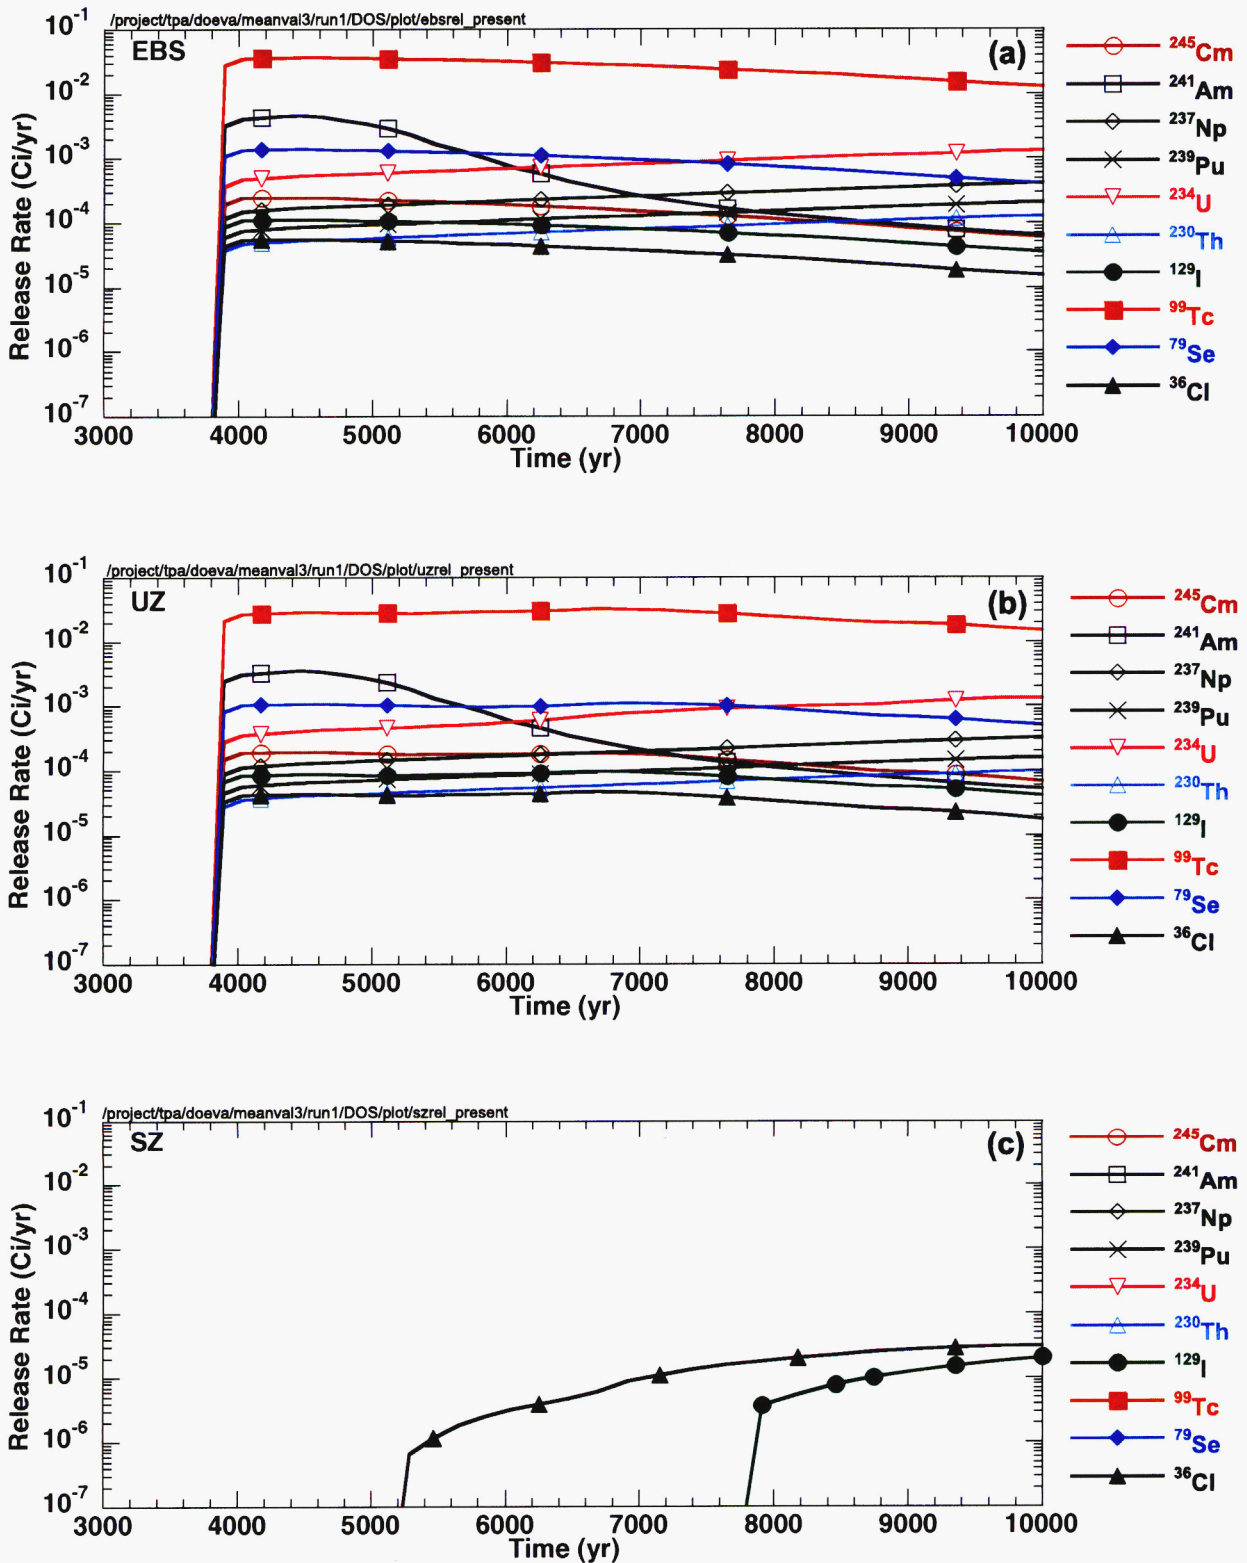 /project/tpa/doeva/meanval3/run1/DOS/plot/ebsrel_present
EBS
(a)
Release Rate (Ci/yr)
10⁻¹
10⁻²
10⁻³
10⁻⁴
10⁻⁵
10⁻⁶
10⁻⁷
3000 4000 5000 6000 7000 8000 9000 10000
Time (yr)
²⁴⁵Cm
²⁴¹Am
²³⁷Np
²³⁹Pu
²³⁴U
²³⁰Th
¹²⁹I
⁹⁹Tc
⁷⁹Se
³⁶Cl
/project/tpa/doeva/meanval3/run1/DOS/plot/uzrel_present
UZ
(b)
Release Rate (Ci/yr)
10⁻¹
10⁻²
10⁻³
10⁻⁴
10⁻⁵
10⁻⁶
10⁻⁷
3000 4000 5000 6000 7000 8000 9000 10000
Time (yr)
²⁴⁵Cm
²⁴¹Am
²³⁷Np
²³⁹Pu
²³⁴U
²³⁰Th
¹²⁹I
⁹⁹Tc
⁷⁹Se
³⁶Cl
/project/tpa/doeva/meanval3/run1/DOS/plot/szrel_present
SZ
(c)
Release Rate (Ci/yr)
10⁻¹
10⁻²
10⁻³
10⁻⁴
10⁻⁵
10⁻⁶
10⁻⁷
3000 4000 5000 6000 7000 8000 9000 10000
Time (yr)
²⁴⁵Cm
²⁴¹Am
²³⁷Np
²³⁹Pu
²³⁴U
²³⁰Th
¹²⁹I
⁹⁹Tc
⁷⁹Se
³⁶Cl